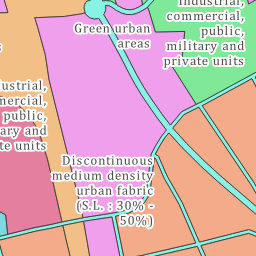 Industrial,
commercial,
public,
military and
private units
Green urban
areas
s
ustrial,
mercial,
public,
ary and
te units
Discontinuous
medium density
urban fabric
(S.L. : 30% -
50%)